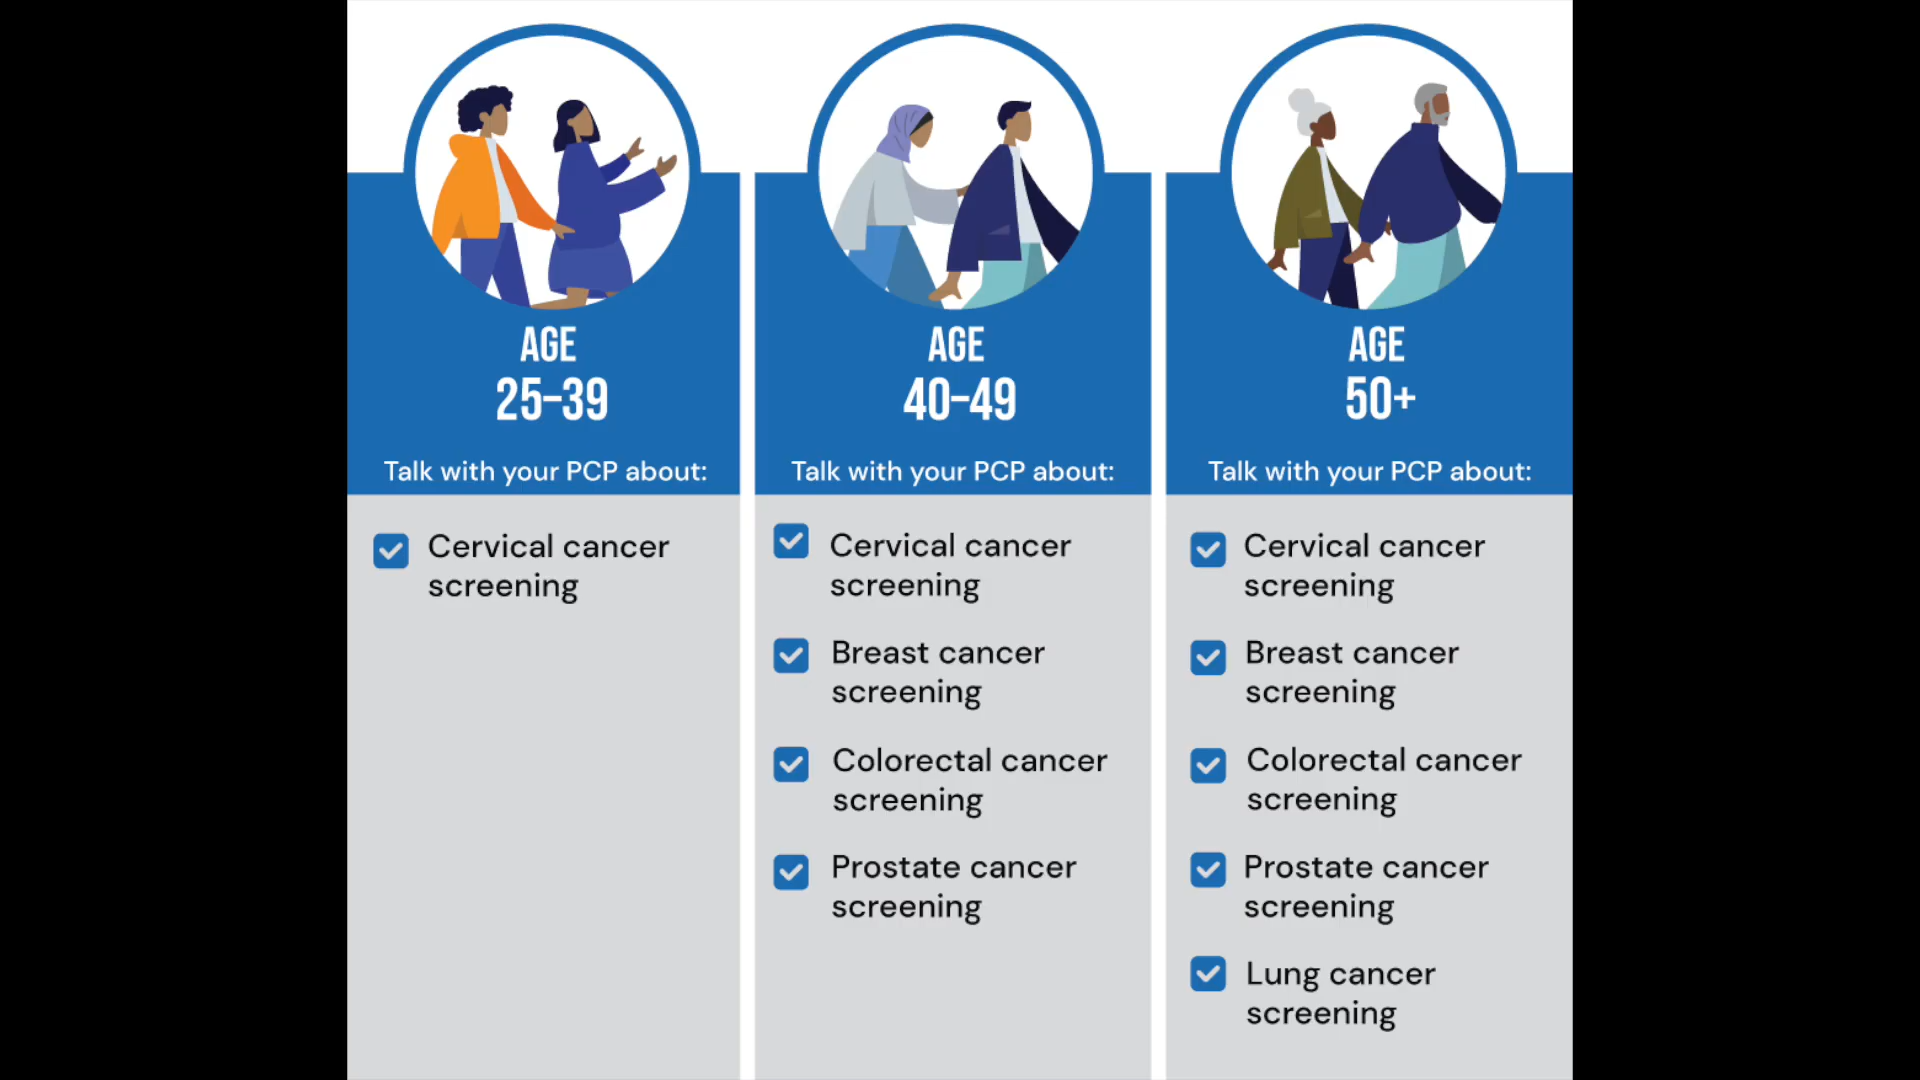 AGE
25–39
Talk with your PCP about:
Cervical cancer
screening
AGE
40–49
Talk with your PCP about:
Cervical cancer
screening
Breast cancer
screening
Colorectal cancer
screening
Prostate cancer
screening
AGE
50+
Talk with your PCP about:
Cervical cancer
screening
Breast cancer
screening
Colorectal cancer
screening
Prostate cancer
screening
Lung cancer
screening